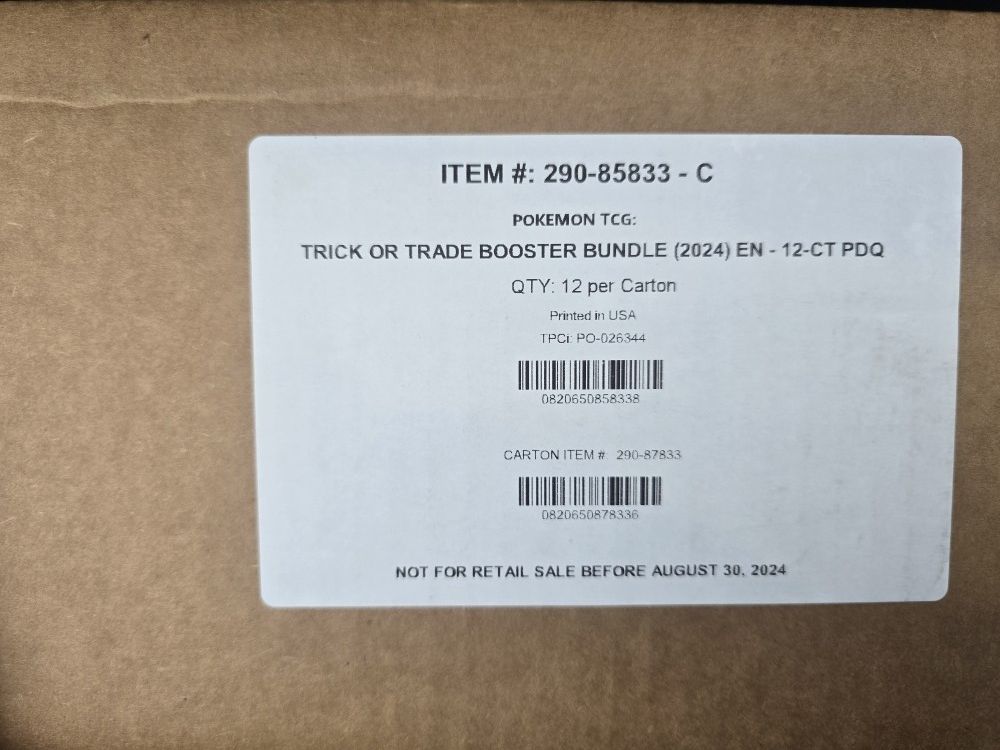 ITEM #: 290-85833 - C
POKEMON TCG:
TRICK OR TRADE BOOSTER BUNDLE (2024) EN - 12-CT PDQ
QTY: 12 per Carton
Printed in USA
TPCi: PO-026344
0820650858338
CARTON ITEM #: 290-87833
0820650878336
NOT FOR RETAIL SALE BEFORE AUGUST 30, 2024